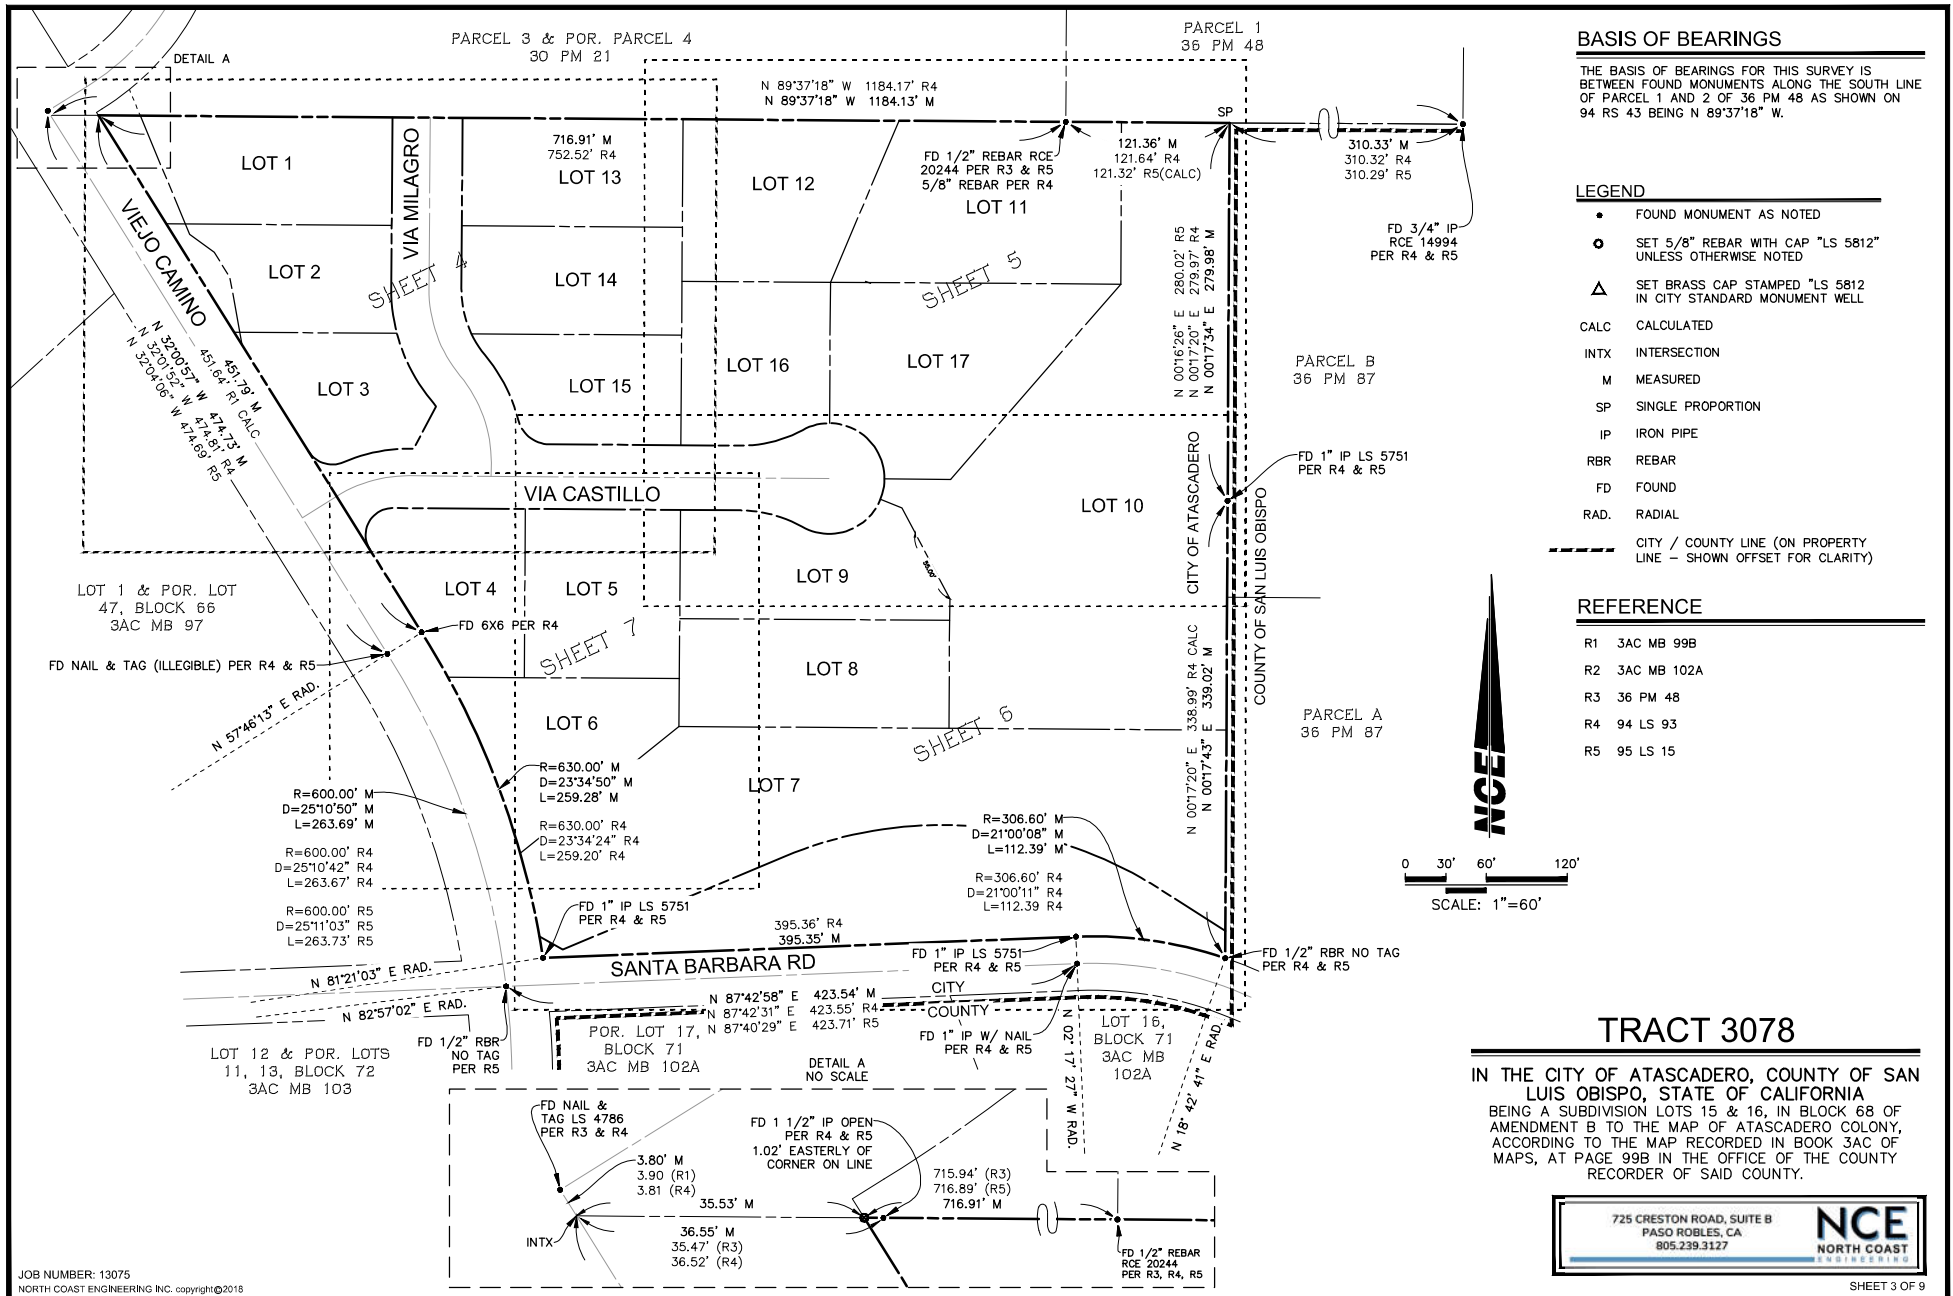 PARCEL 3 & POR. PARCEL 4
30 PM 21
PARCEL 1
36 PM 48
DETAIL A
N 89°37'18" W 1184.17' R4
N 89°37'18" W 1184.13' M
SP
LOT 1
VIA MILAGRO
716.91' M
752.52' R4
LOT 13
LOT 12
FD 1/2" REBAR RCE
20244 PER R3 & R5
5/8" REBAR PER R4
LOT 11
121.36' M
121.64' R4
121.32' R5(CALC)
310.33' M
310.32' R4
310.29' R5
FD 3/4" IP
RCE 14994
PER R4 & R5
VIEJO CAMINO
LOT 2
SHEET 4
LOT 14
SHEET 5
N 00°16'26" E 280.02' R5
N 00°17'20" E 279.97' R4
N 00°17'34" E 279.98' M
451.79' M
451.64' R1 CALC
N 32°00'57" W 474.73' M
N 32°01'52" W 474.81' R4
N 32°04'06" W 474.69' R5
LOT 3
LOT 15
LOT 16
LOT 17
PARCEL B
36 PM 87
FD 1" IP LS 5751
PER R4 & R5
VIA CASTILLO
LOT 10
CITY OF ATASCADERO
COUNTY OF SAN LUIS OBISPO
LOT 1 & POR. LOT
47, BLOCK 66
3AC MB 97
LOT 4
LOT 5
LOT 9
FD 6X6 PER R4
FD NAIL & TAG (ILLEGIBLE) PER R4 & R5
SHEET 7
LOT 8
N 57°46'13" E RAD.
LOT 6
SHEET 6
N 00°17'20" E 338.99' R4 CALC
N 00°17'43" E 339.02' M
PARCEL A
36 PM 87
R=630.00' M
D=23°34'50" M
L=259.28' M
R=630.00' R4
D=23°34'24" R4
L=259.20' R4
LOT 7
R=600.00' M
D=25°10'50" M
L=263.69' M
R=600.00' R4
D=25°10'42" R4
L=263.67' R4
R=600.00' R5
D=25°11'03" R5
L=263.73' R5
R=306.60' M
D=21°00'08" M
L=112.39' M
R=306.60' R4
D=21°00'11" R4
L=112.39 R4
FD 1" IP LS 5751
PER R4 & R5
395.36' R4
395.35' M
SANTA BARBARA RD
FD 1" IP LS 5751
PER R4 & R5
FD 1/2" RBR NO TAG
PER R4 & R5
N 81°21'03" E RAD.
N 82°57'02" E RAD.
N 87°42'58" E 423.54' M
N 87°42'31" E 423.55' R4
N 87°40'29" E 423.71' R5
CITY
COUNTY
FD 1" IP W/ NAIL
PER R4 & R5
FD 1/2" RBR
NO TAG
PER R5
POR. LOT 17,
BLOCK 71
3AC MB 102A
LOT 16,
BLOCK 71
3AC MB
102A
N 02° 17' 27" W RAD.
N 18° 42' 41" E RAD.
LOT 12 & POR. LOTS
11, 13, BLOCK 72
3AC MB 103
DETAIL A
NO SCALE
FD NAIL &
TAG LS 4786
PER R3 & R4
3.80' M
3.90 (R1)
3.81 (R4)
INTX
35.53' M
36.55' M
35.47' (R3)
36.52' (R4)
FD 1 1/2" IP OPEN
PER R4 & R5
1.02' EASTERLY OF
CORNER ON LINE
715.94' (R3)
716.89' (R5)
716.91' M
FD 1/2" REBAR
RCE 20244
PER R3, R4, R5
BASIS OF BEARINGS
THE BASIS OF BEARINGS FOR THIS SURVEY IS
BETWEEN FOUND MONUMENTS ALONG THE SOUTH LINE
OF PARCEL 1 AND 2 OF 36 PM 48 AS SHOWN ON
94 RS 43 BEING N 89°37'18" W.
LEGEND
FOUND MONUMENT AS NOTED
SET 5/8" REBAR WITH CAP "LS 5812"
UNLESS OTHERWISE NOTED
SET BRASS CAP STAMPED "LS 5812
IN CITY STANDARD MONUMENT WELL
CALC CALCULATED
INTX INTERSECTION
M MEASURED
SP SINGLE PROPORTION
IP IRON PIPE
RBR REBAR
FD FOUND
RAD. RADIAL
CITY / COUNTY LINE (ON PROPERTY
LINE – SHOWN OFFSET FOR CLARITY)
REFERENCE
R1 3AC MB 99B
R2 3AC MB 102A
R3 36 PM 48
R4 94 LS 93
R5 95 LS 15
NCE
0 30' 60' 120'
SCALE: 1"=60'
TRACT 3078
IN THE CITY OF ATASCADERO, COUNTY OF SAN
LUIS OBISPO, STATE OF CALIFORNIA
BEING A SUBDIVISION LOTS 15 & 16, IN BLOCK 68 OF
AMENDMENT B TO THE MAP OF ATASCADERO COLONY,
ACCORDING TO THE MAP RECORDED IN BOOK 3AC OF
MAPS, AT PAGE 99B IN THE OFFICE OF THE COUNTY
RECORDER OF SAID COUNTY.
725 CRESTON ROAD, SUITE B
PASO ROBLES, CA
805.239.3127
NCE
NORTH COAST
ENGINEERING
JOB NUMBER: 13075
NORTH COAST ENGINEERING INC. copyright©2018
SHEET 3 OF 9